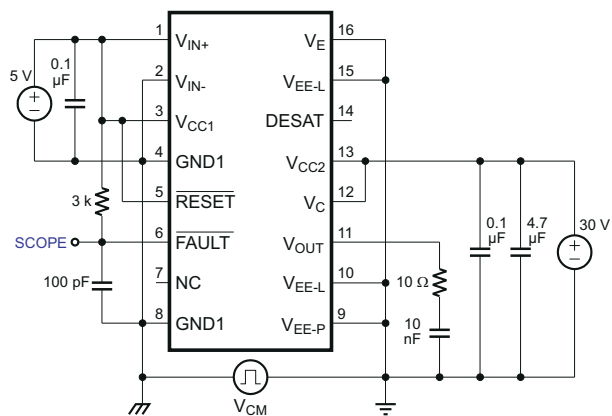 1 V_IN+ V_E 16
2 V_IN- V_EE-L 15
3 V_CC1 DESAT 14
4 GND1 V_CC2 13
5 RESET V_C 12
6 FAULT V_OUT 11
7 NC V_EE-L 10
8 GND1 V_EE-P 9
5 V
0.1
µF
3 k
SCOPE
100 pF
0.1
µF
4.7
µF
30 V
10 Ω
10
nF
V_CM